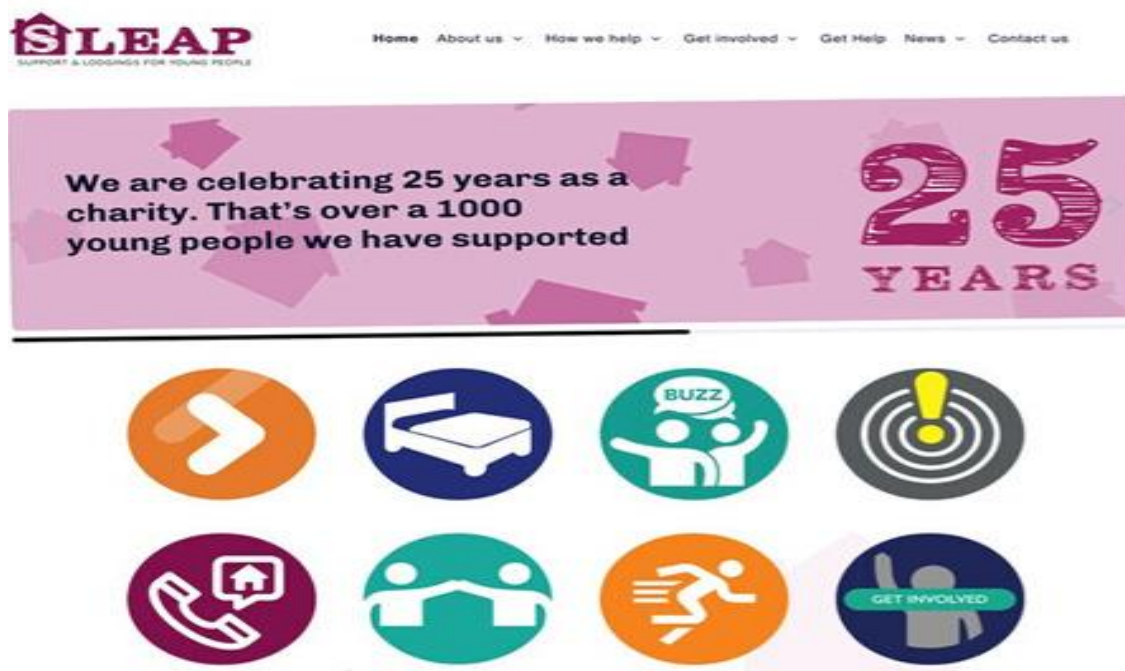 SLEAP
SUPPORT & LODGINGS FOR YOUNG PEOPLE
Home About us How we help Get involved Get Help News Contact us
We are celebrating 25 years as a
charity. That's over a 1000
young people we have supported
25
YEARS
BUZZ
GET INVOLVED